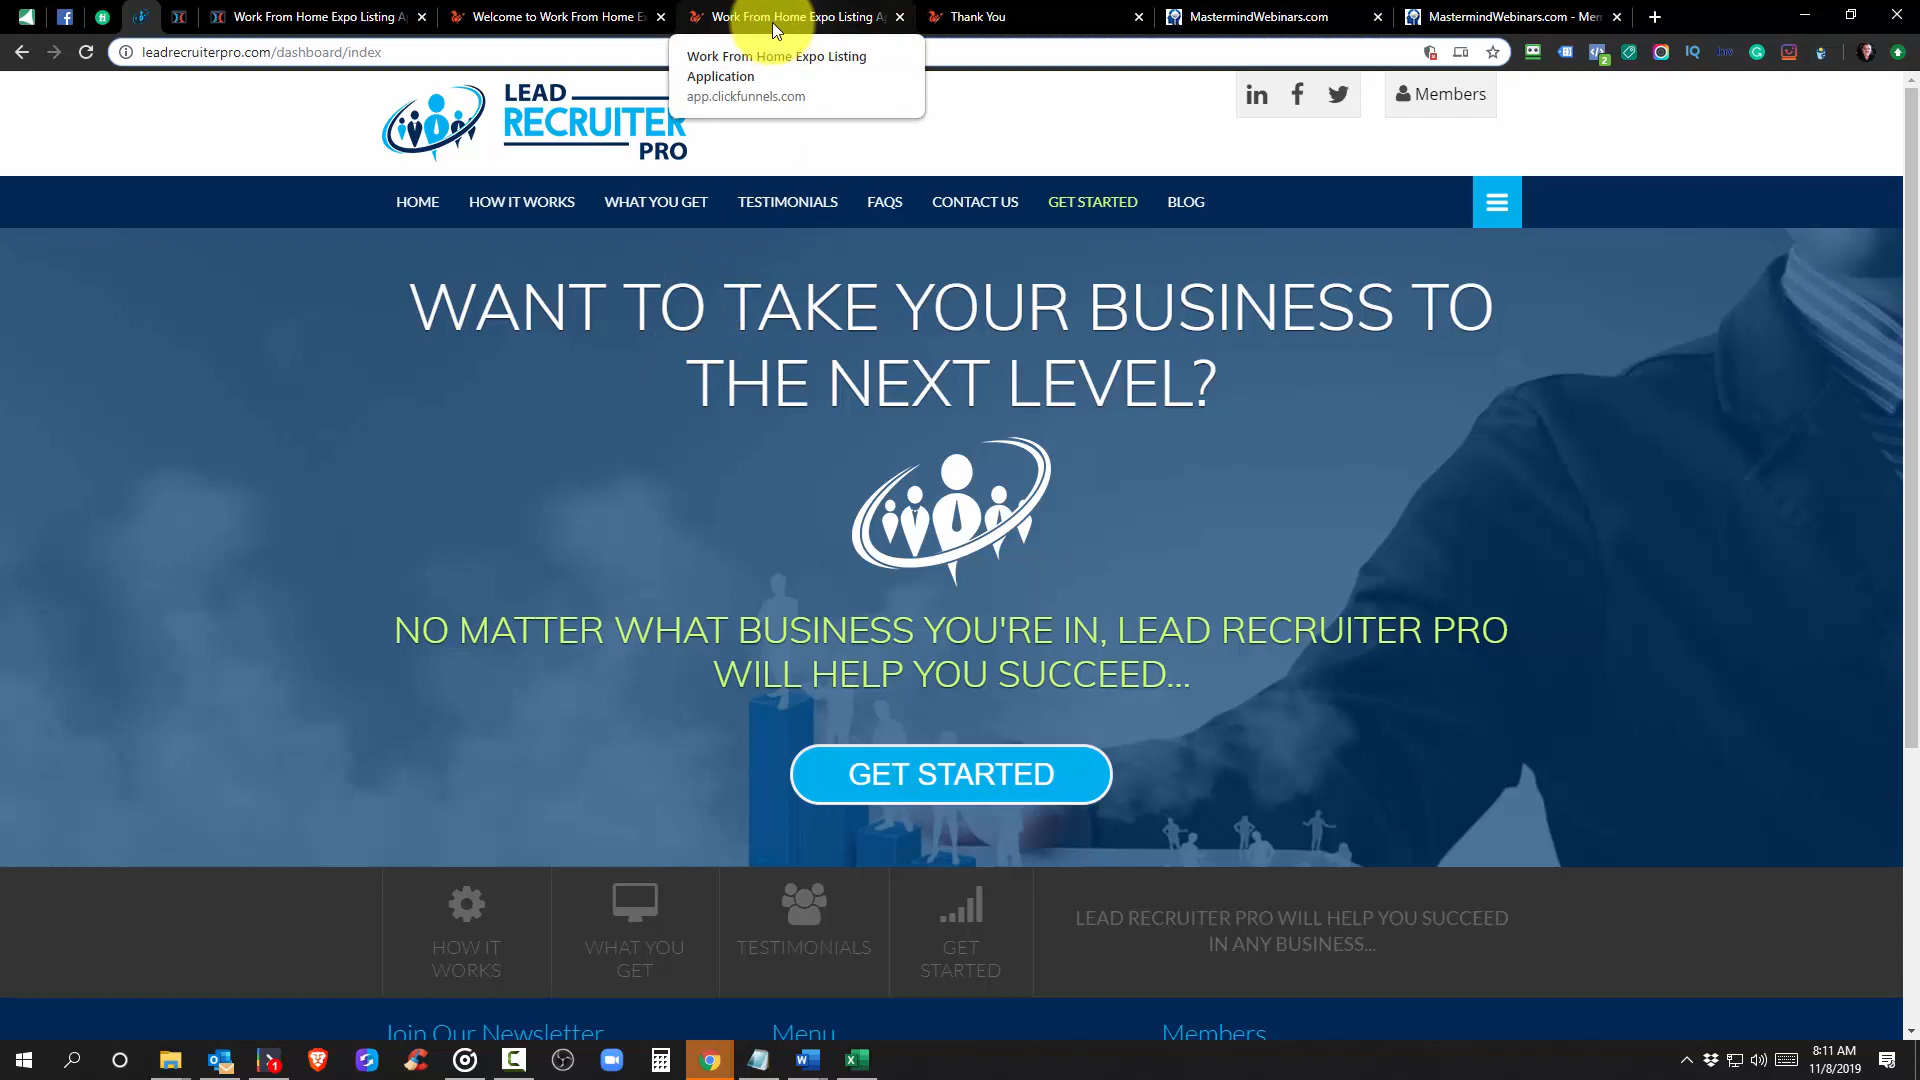 Work From Home Expo Listing A
Welcome to Work From Home E
Work From Home Expo Listing A
Thank You
MastermindWebinars.com
MastermindWebinars.com - Mem
leadrecruiterpro.com/dashboard/index
Work From Home Expo Listing
Application
app.clickfunnels.com
LEAD
RECRUITER
PRO
Members
HOME
HOW IT WORKS
WHAT YOU GET
TESTIMONIALS
FAQS
CONTACT US
GET STARTED
BLOG
WANT TO TAKE YOUR BUSINESS TO
THE NEXT LEVEL?
NO MATTER WHAT BUSINESS YOU'RE IN, LEAD RECRUITER PRO
WILL HELP YOU SUCCEED...
GET STARTED
HOW IT
WORKS
WHAT YOU
GET
TESTIMONIALS
GET
STARTED
LEAD RECRUITER PRO WILL HELP YOU SUCCEED
IN ANY BUSINESS...
Join Our Newsletter
Menu
Members
8:11 AM
11/8/2019